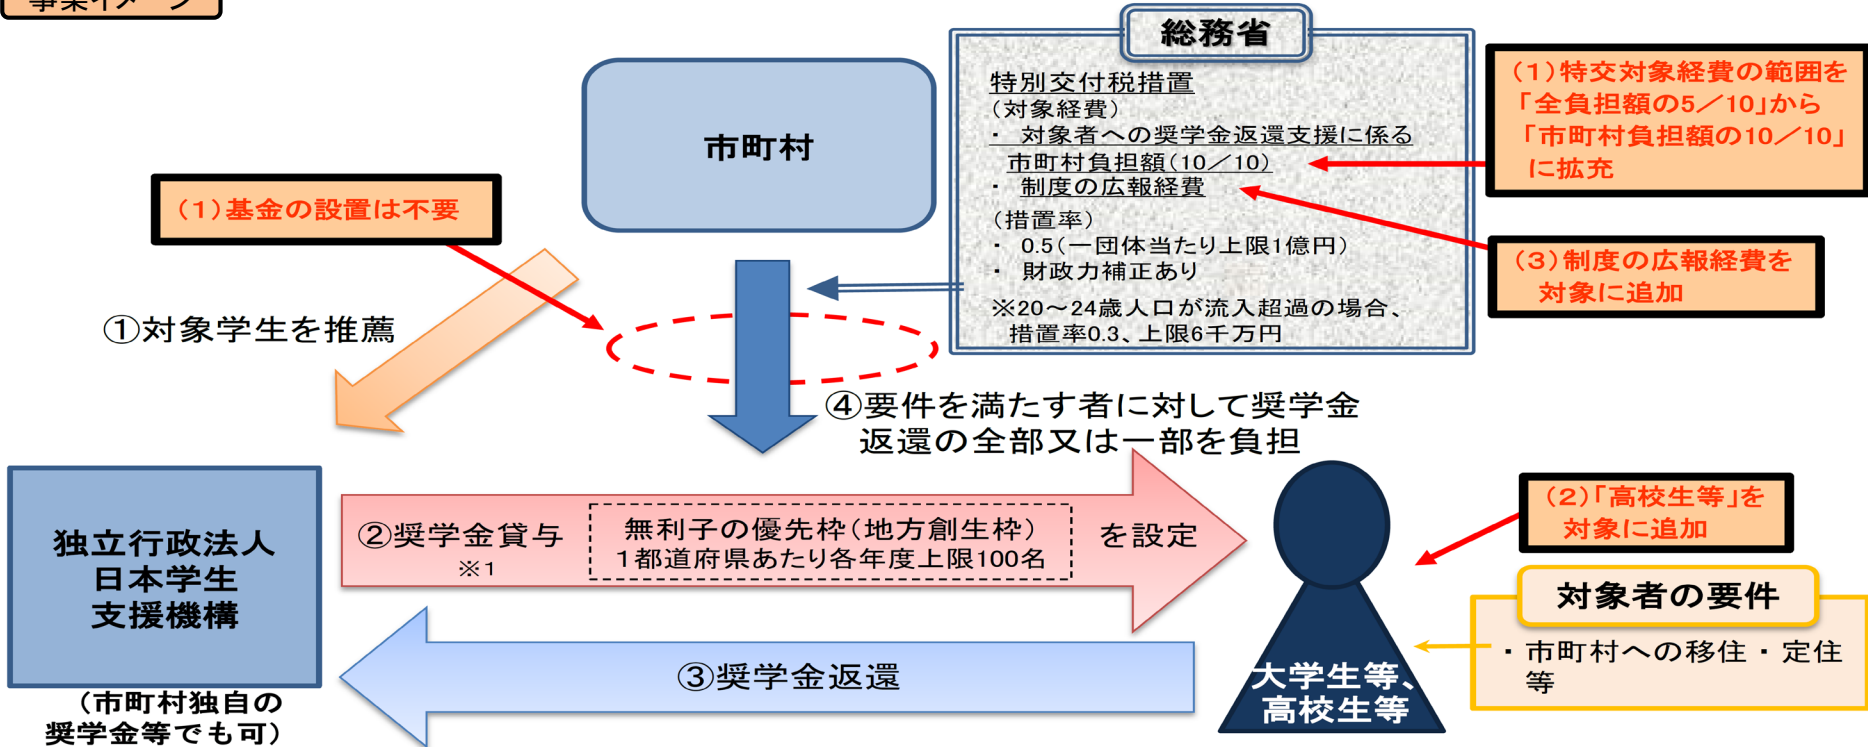 事業イメージ
総務省
特別交付税措置
(対象経費)
・ 対象者への奨学金返還支援に係る
市町村負担額(10/10)
・ 制度の広報経費
(措置率)
・ 0.5(一団体当たり上限1億円)
・ 財政力補正あり
※20~24歳人口が流入超過の場合、
措置率0.3、上限6千万円
(1)特交対象経費の範囲を
「全負担額の5/10」から
「市町村負担額の10/10」
に拡充
(3)制度の広報経費を
対象に追加
市町村
(1)基金の設置は不要
①対象学生を推薦
④要件を満たす者に対して奨学金
返還の全部又は一部を負担
独立行政法人
日本学生
支援機構
(市町村独自の
奨学金等でも可)
②奨学金貸与
※1
無利子の優先枠(地方創生枠)
1都道府県あたり各年度上限100名
を設定
③奨学金返還
大学生等、
高校生等
(2)「高校生等」を
対象に追加
対象者の要件
・市町村への移住・定住
等